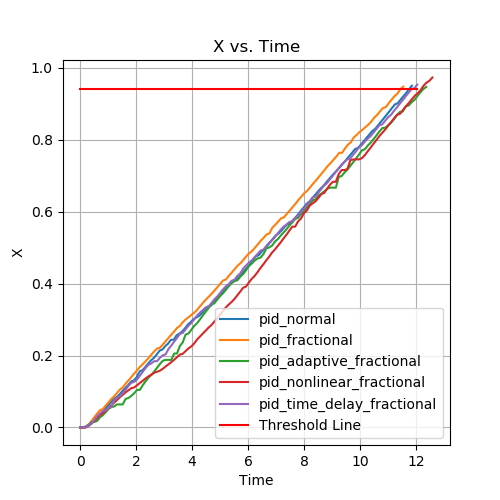 X vs. Time
1.0
0.8
0.6
0.4
0.2
0.0
X
pid_normal
pid_fractional
pid_adaptive_fractional
pid_nonlinear_fractional
pid_time_delay_fractional
Threshold Line
0 2 4 6 8 10 12
Time